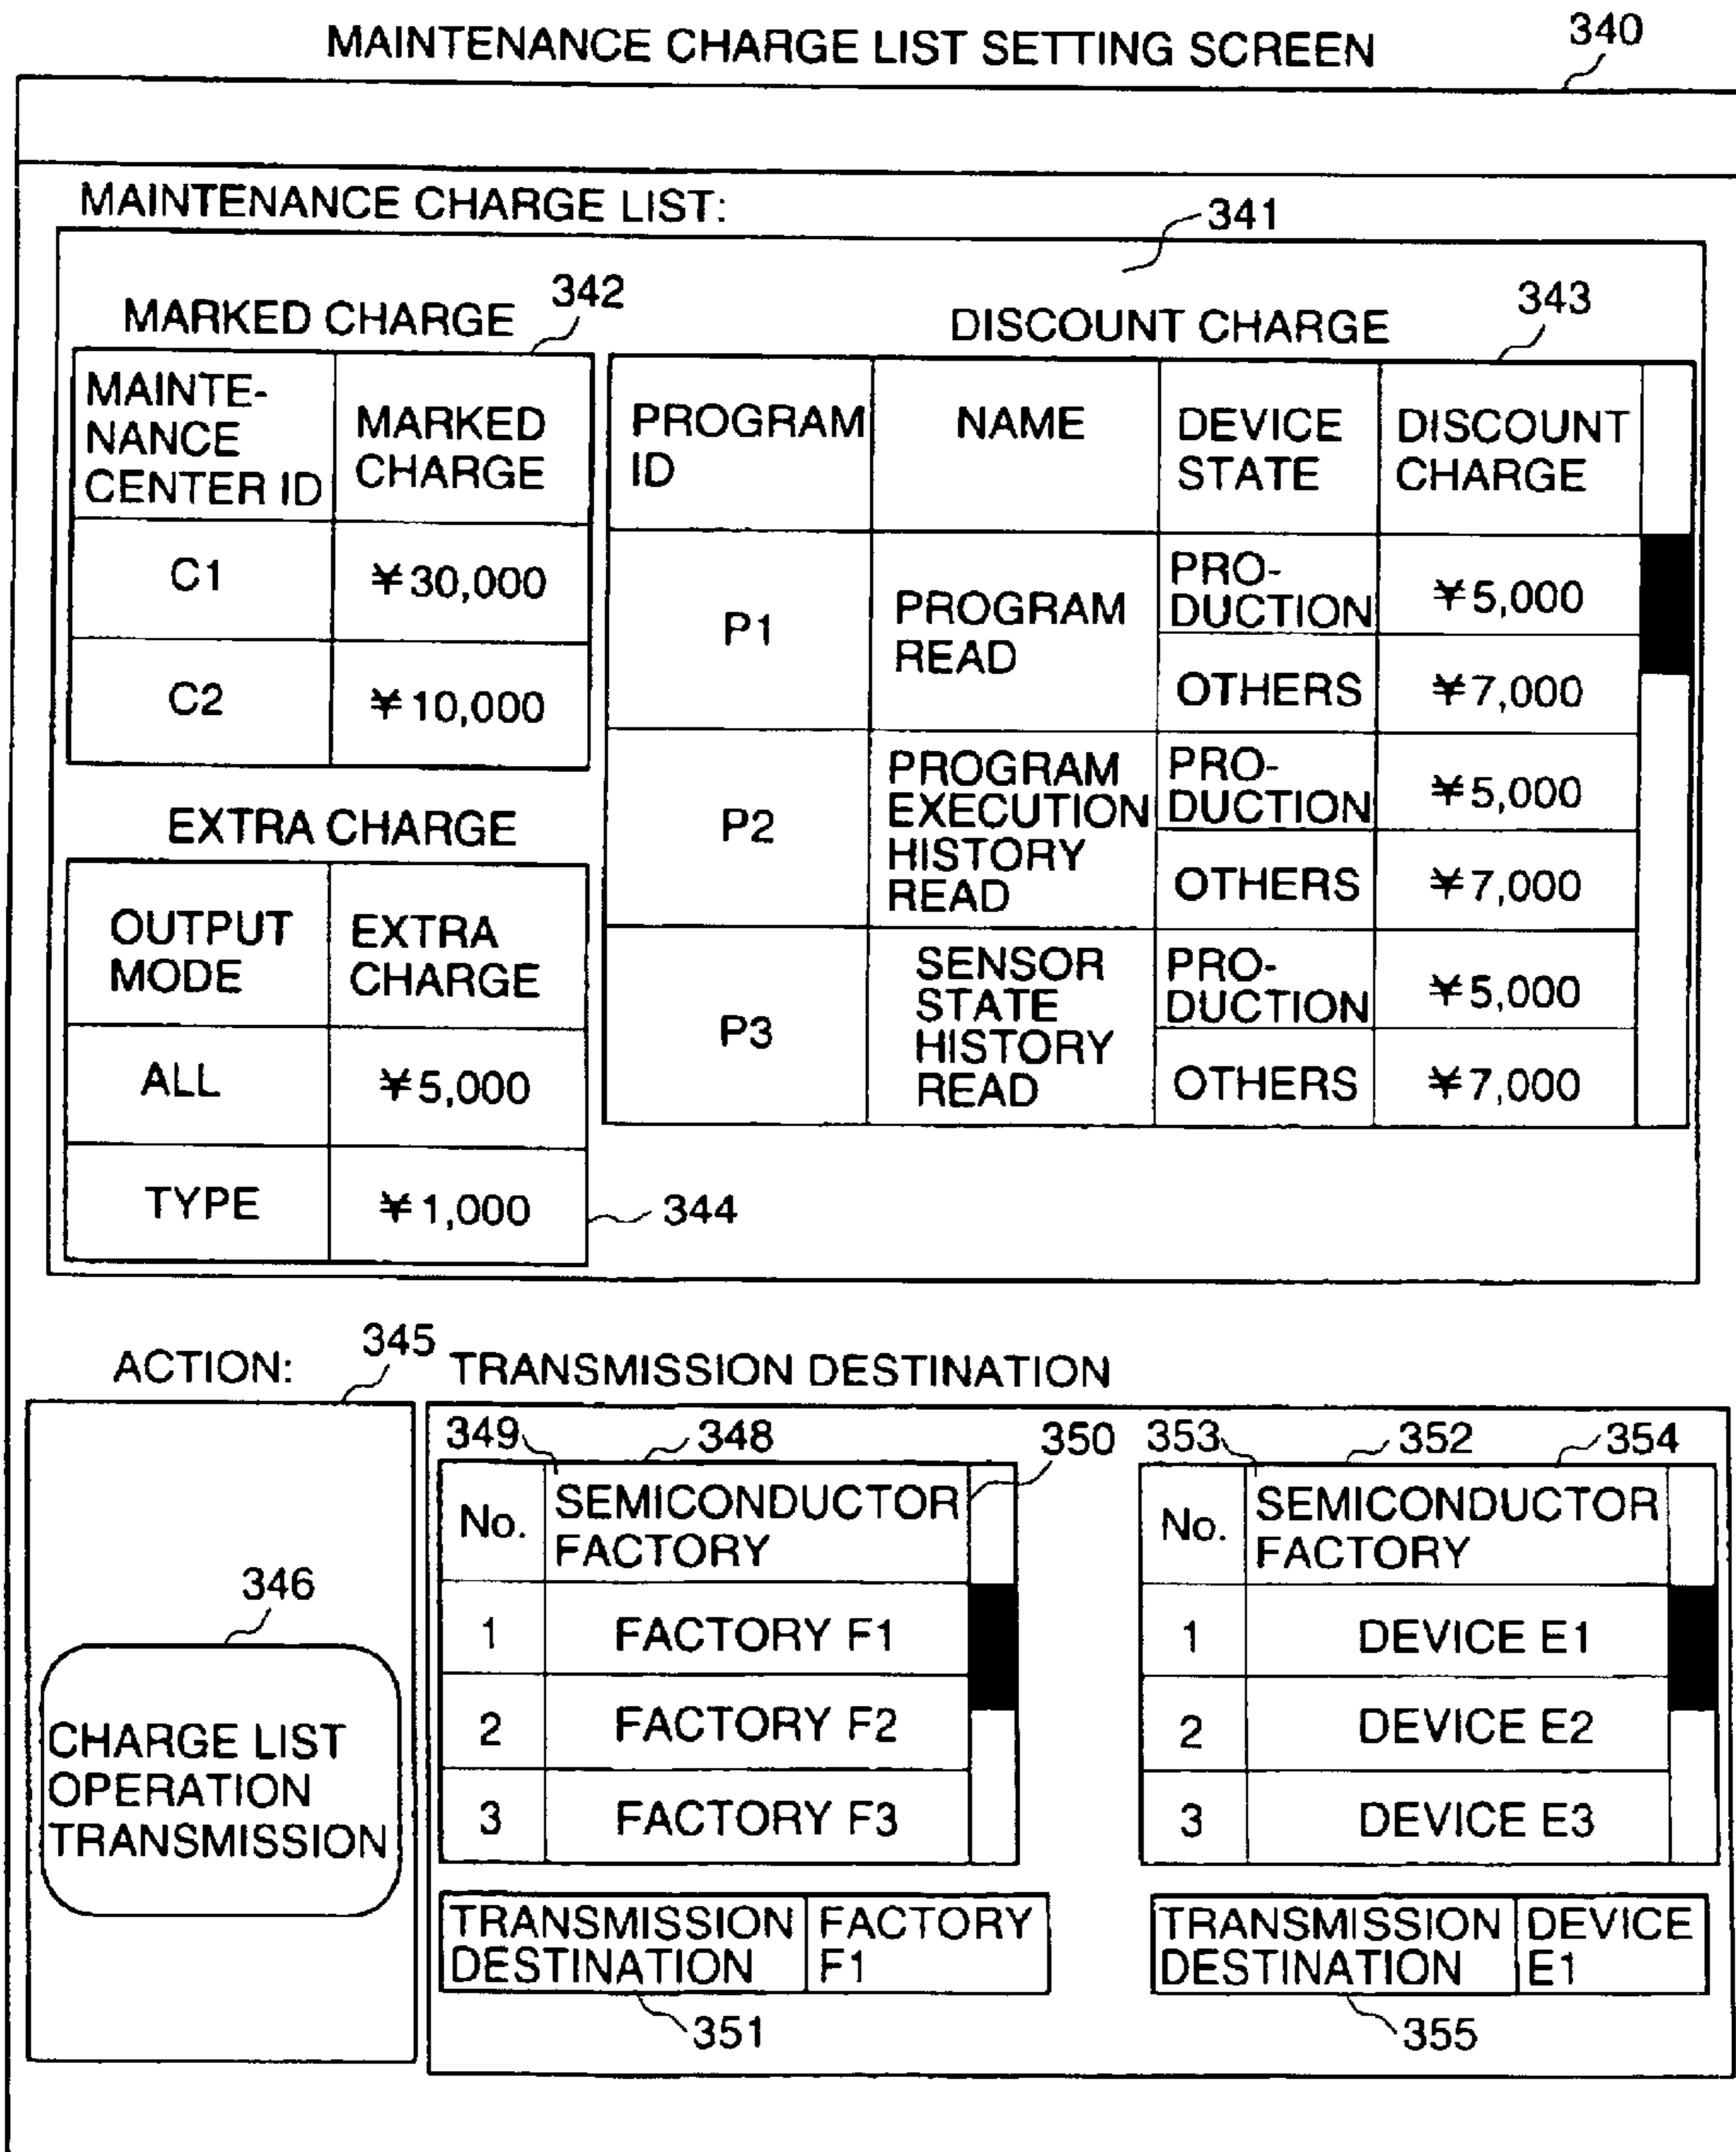 MAINTENANCE CHARGE LIST SETTING SCREEN
340
MAINTENANCE CHARGE LIST:
341
MARKED CHARGE
342
MAINTE-
NANCE
CENTER ID
MARKED
CHARGE
C1
¥30,000
C2
¥10,000
EXTRA CHARGE
OUTPUT
MODE
EXTRA
CHARGE
ALL
¥5,000
TYPE
¥1,000
344
DISCOUNT CHARGE
343
PROGRAM
ID
NAME
DEVICE
STATE
DISCOUNT
CHARGE
P1
PROGRAM
READ
PRO-
DUCTION
¥5,000
OTHERS
¥7,000
P2
PROGRAM
EXECUTION
HISTORY
READ
PRO-
DUCTION
¥5,000
OTHERS
¥7,000
P3
SENSOR
STATE
HISTORY
READ
PRO-
DUCTION
¥5,000
OTHERS
¥7,000
ACTION:
345
346
CHARGE LIST
OPERATION
TRANSMISSION
TRANSMISSION DESTINATION
349
348
350
No.
SEMICONDUCTOR
FACTORY
1
FACTORY F1
2
FACTORY F2
3
FACTORY F3
TRANSMISSION
DESTINATION
FACTORY
F1
351
353
352
354
No.
SEMICONDUCTOR
FACTORY
1
DEVICE E1
2
DEVICE E2
3
DEVICE E3
TRANSMISSION
DESTINATION
DEVICE
E1
355